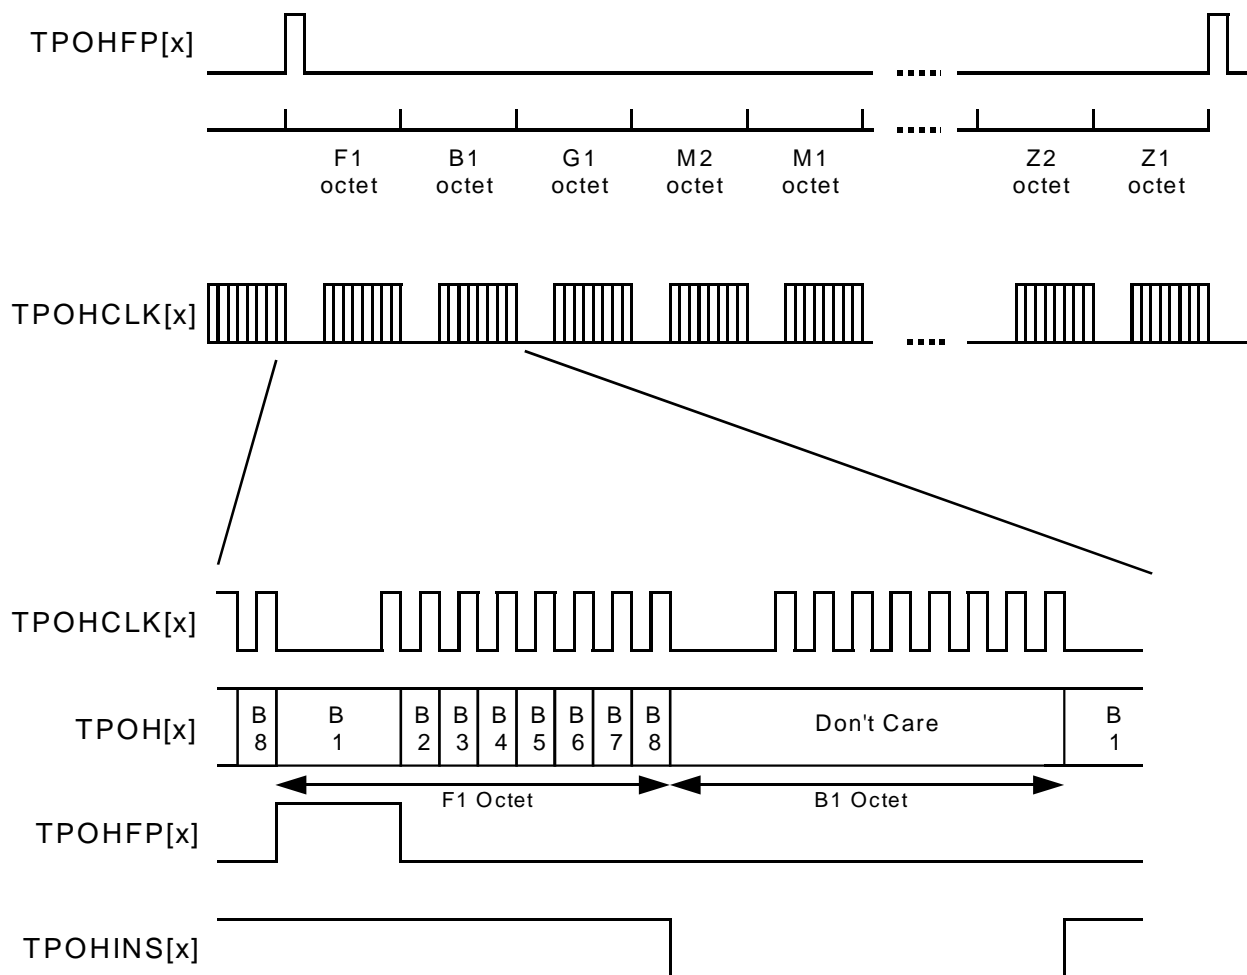 TPOHFP[x]
F1 octet
B1 octet
G1 octet
M2 octet
M1 octet
Z2 octet
Z1 octet
TPOHCLK[x]
TPOHCLK[x]
TPOH[x]
B 8
B 1
B 2
B 3
B 4
B 5
B 6
B 7
B 8
Don't Care
B 1
F1 Octet
B1 Octet
TPOHFP[x]
TPOHINS[x]